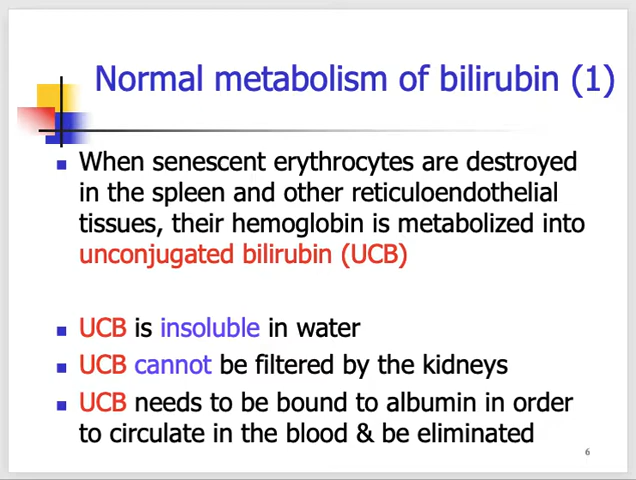 Normal metabolism of bilirubin (1)
■ When senescent erythrocytes are destroyed
in the spleen and other reticuloendothelial
tissues, their hemoglobin is metabolized into
unconjugated bilirubin (UCB)
■ UCB is insoluble in water
■ UCB cannot be filtered by the kidneys
■ UCB needs to be bound to albumin in order
to circulate in the blood & be eliminated
6